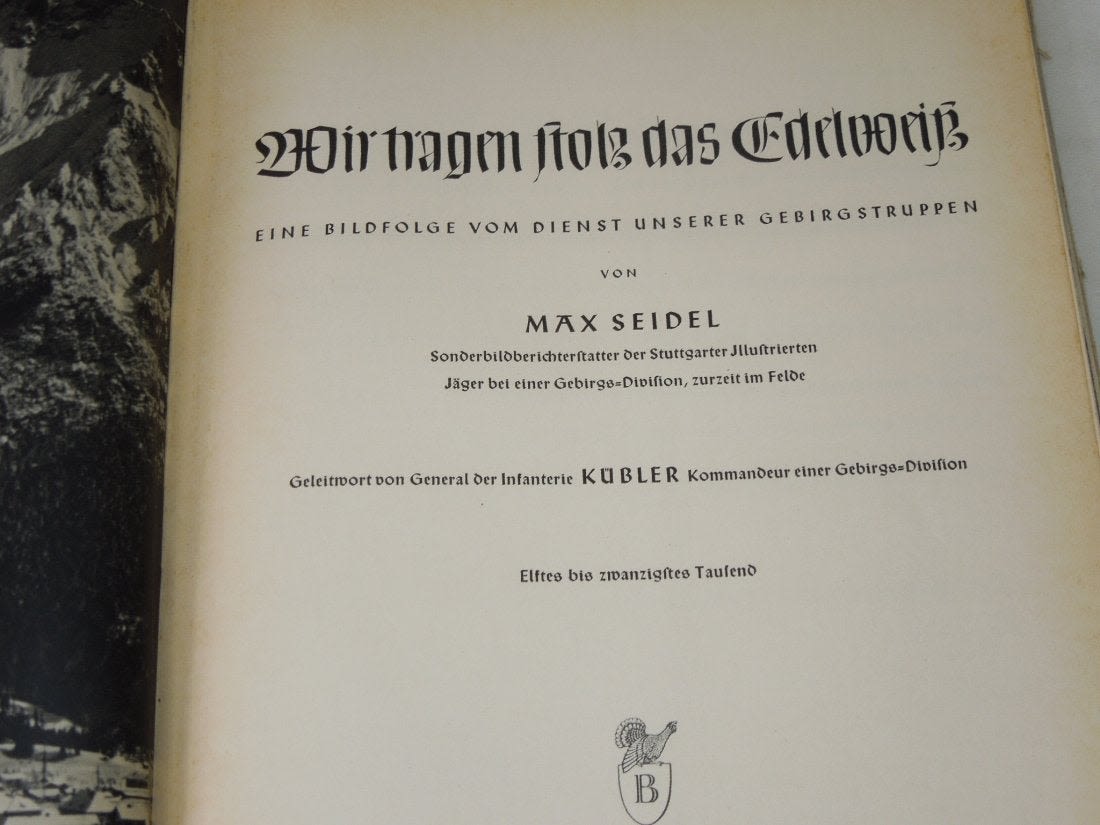 Wir tragen ſtolz das Edelweiß
EINE BILDFOLGE VOM DIENST UNSERER GEBIRGSTRUPPEN
VON
MAX SEIDEL
Sonderbildberichterſtatter der Stuttgarter Jlluſtrierten
Jäger bei einer Gebirgs=Diviſion, zurzeit im Felde
Geleitwort von General der Infanterie KÜBLER Kommandeur einer Gebirgs=Diviſion
Elftes bis zwanzigſtes Tauſend
B